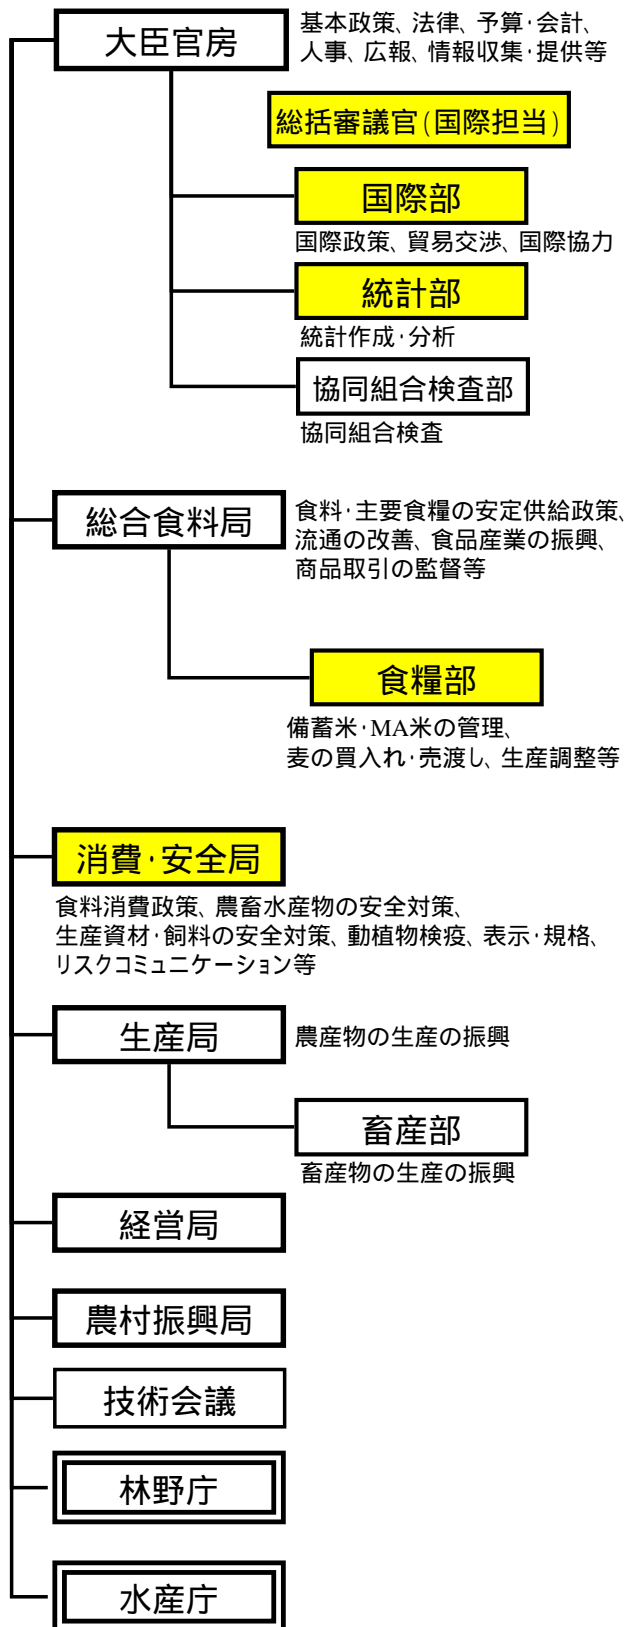 大臣官房
基本政策、法律、予算・会計、
人事、広報、情報収集・提供等
総括審議官(国際担当)
国際部
国際政策、貿易交渉、国際協力
統計部
統計作成・分析
協同組合検査部
協同組合検査
総合食料局
食料・主要食糧の安定供給政策、
流通の改善、食品産業の振興、
商品取引の監督等
食糧部
備蓄米・MA米の管理、
麦の買入れ・売渡し、生産調整等
消費・安全局
食料消費政策、農畜水産物の安全対策、
生産資材・飼料の安全対策、動植物検疫、表示・規格、
リスクコミュニケーション等
生産局
農産物の生産の振興
畜産部
畜産物の生産の振興
経営局
農村振興局
技術会議
林野庁
水産庁